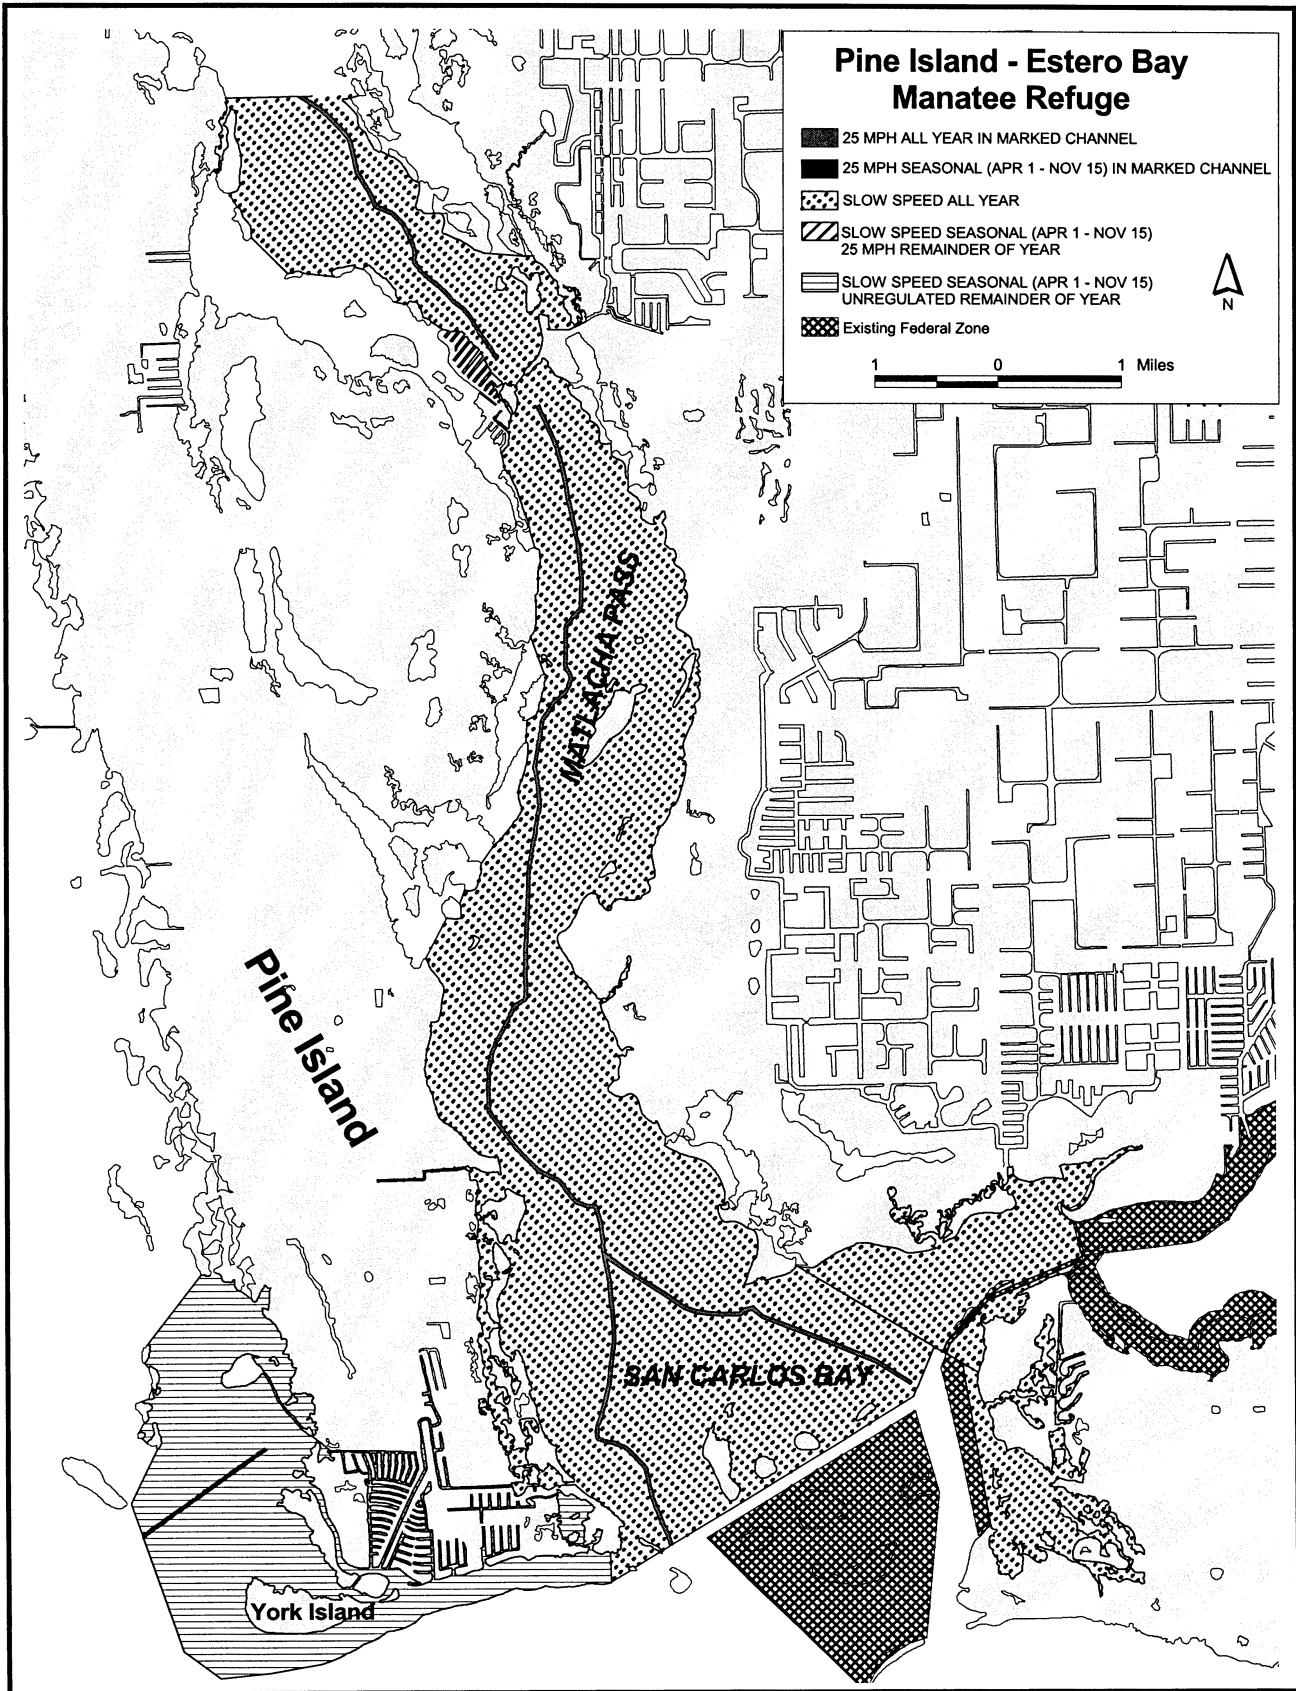 Pine Island - Estero Bay
Manatee Refuge
25 MPH ALL YEAR IN MARKED CHANNEL
25 MPH SEASONAL (APR 1 - NOV 15) IN MARKED CHANNEL
SLOW SPEED ALL YEAR
SLOW SPEED SEASONAL (APR 1 - NOV 15)
25 MPH REMAINDER OF YEAR
SLOW SPEED SEASONAL (APR 1 - NOV 15)
UNREGULATED REMAINDER OF YEAR
N
Existing Federal Zone
1 0 1 Miles
MATLACHA PASS
Pine Island
SAN CARLOS BAY
York Island